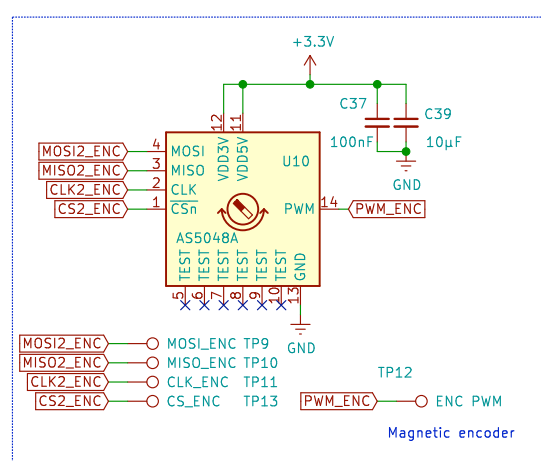 +3.3V
C37
C39
100nF
10µF
GND
12
11
VDD3V
VDD5V
U10
MOSI2_ENC 4 MOSI
MISO2_ENC 3 MISO
CLK2_ENC 2 CLK
CS2_ENC 1 CSn
PWM 14 PWM_ENC
AS5048A
TEST TEST TEST TEST TEST TEST GND
5 6 7 8 9 10 13
GND
MOSI2_ENC MOSI_ENC TP9
MISO2_ENC MISO_ENC TP10
CLK2_ENC CLK_ENC TP11
CS2_ENC CS_ENC TP13
TP12
PWM_ENC ENC PWM
Magnetic encoder